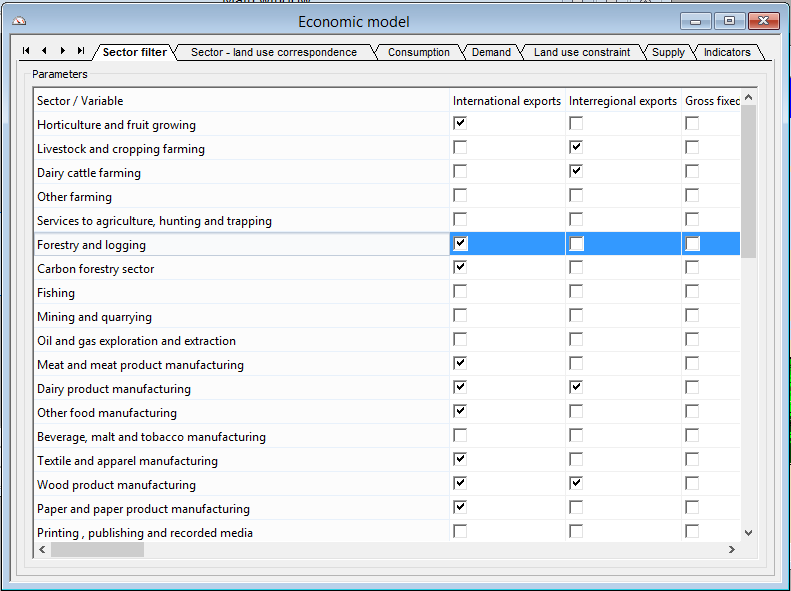 Economic model
Sector filter Sector - land use correspondence Consumption Demand Land use constraint Supply Indicators
Parameters
Sector / Variable International exports Interregional exports Gross fixed
Horticulture and fruit growing
Livestock and cropping farming
Dairy cattle farming
Other farming
Services to agriculture, hunting and trapping
Forestry and logging
Carbon forestry sector
Fishing
Mining and quarrying
Oil and gas exploration and extraction
Meat and meat product manufacturing
Dairy product manufacturing
Other food manufacturing
Beverage, malt and tobacco manufacturing
Textile and apparel manufacturing
Wood product manufacturing
Paper and paper product manufacturing
Printing , publishing and recorded media